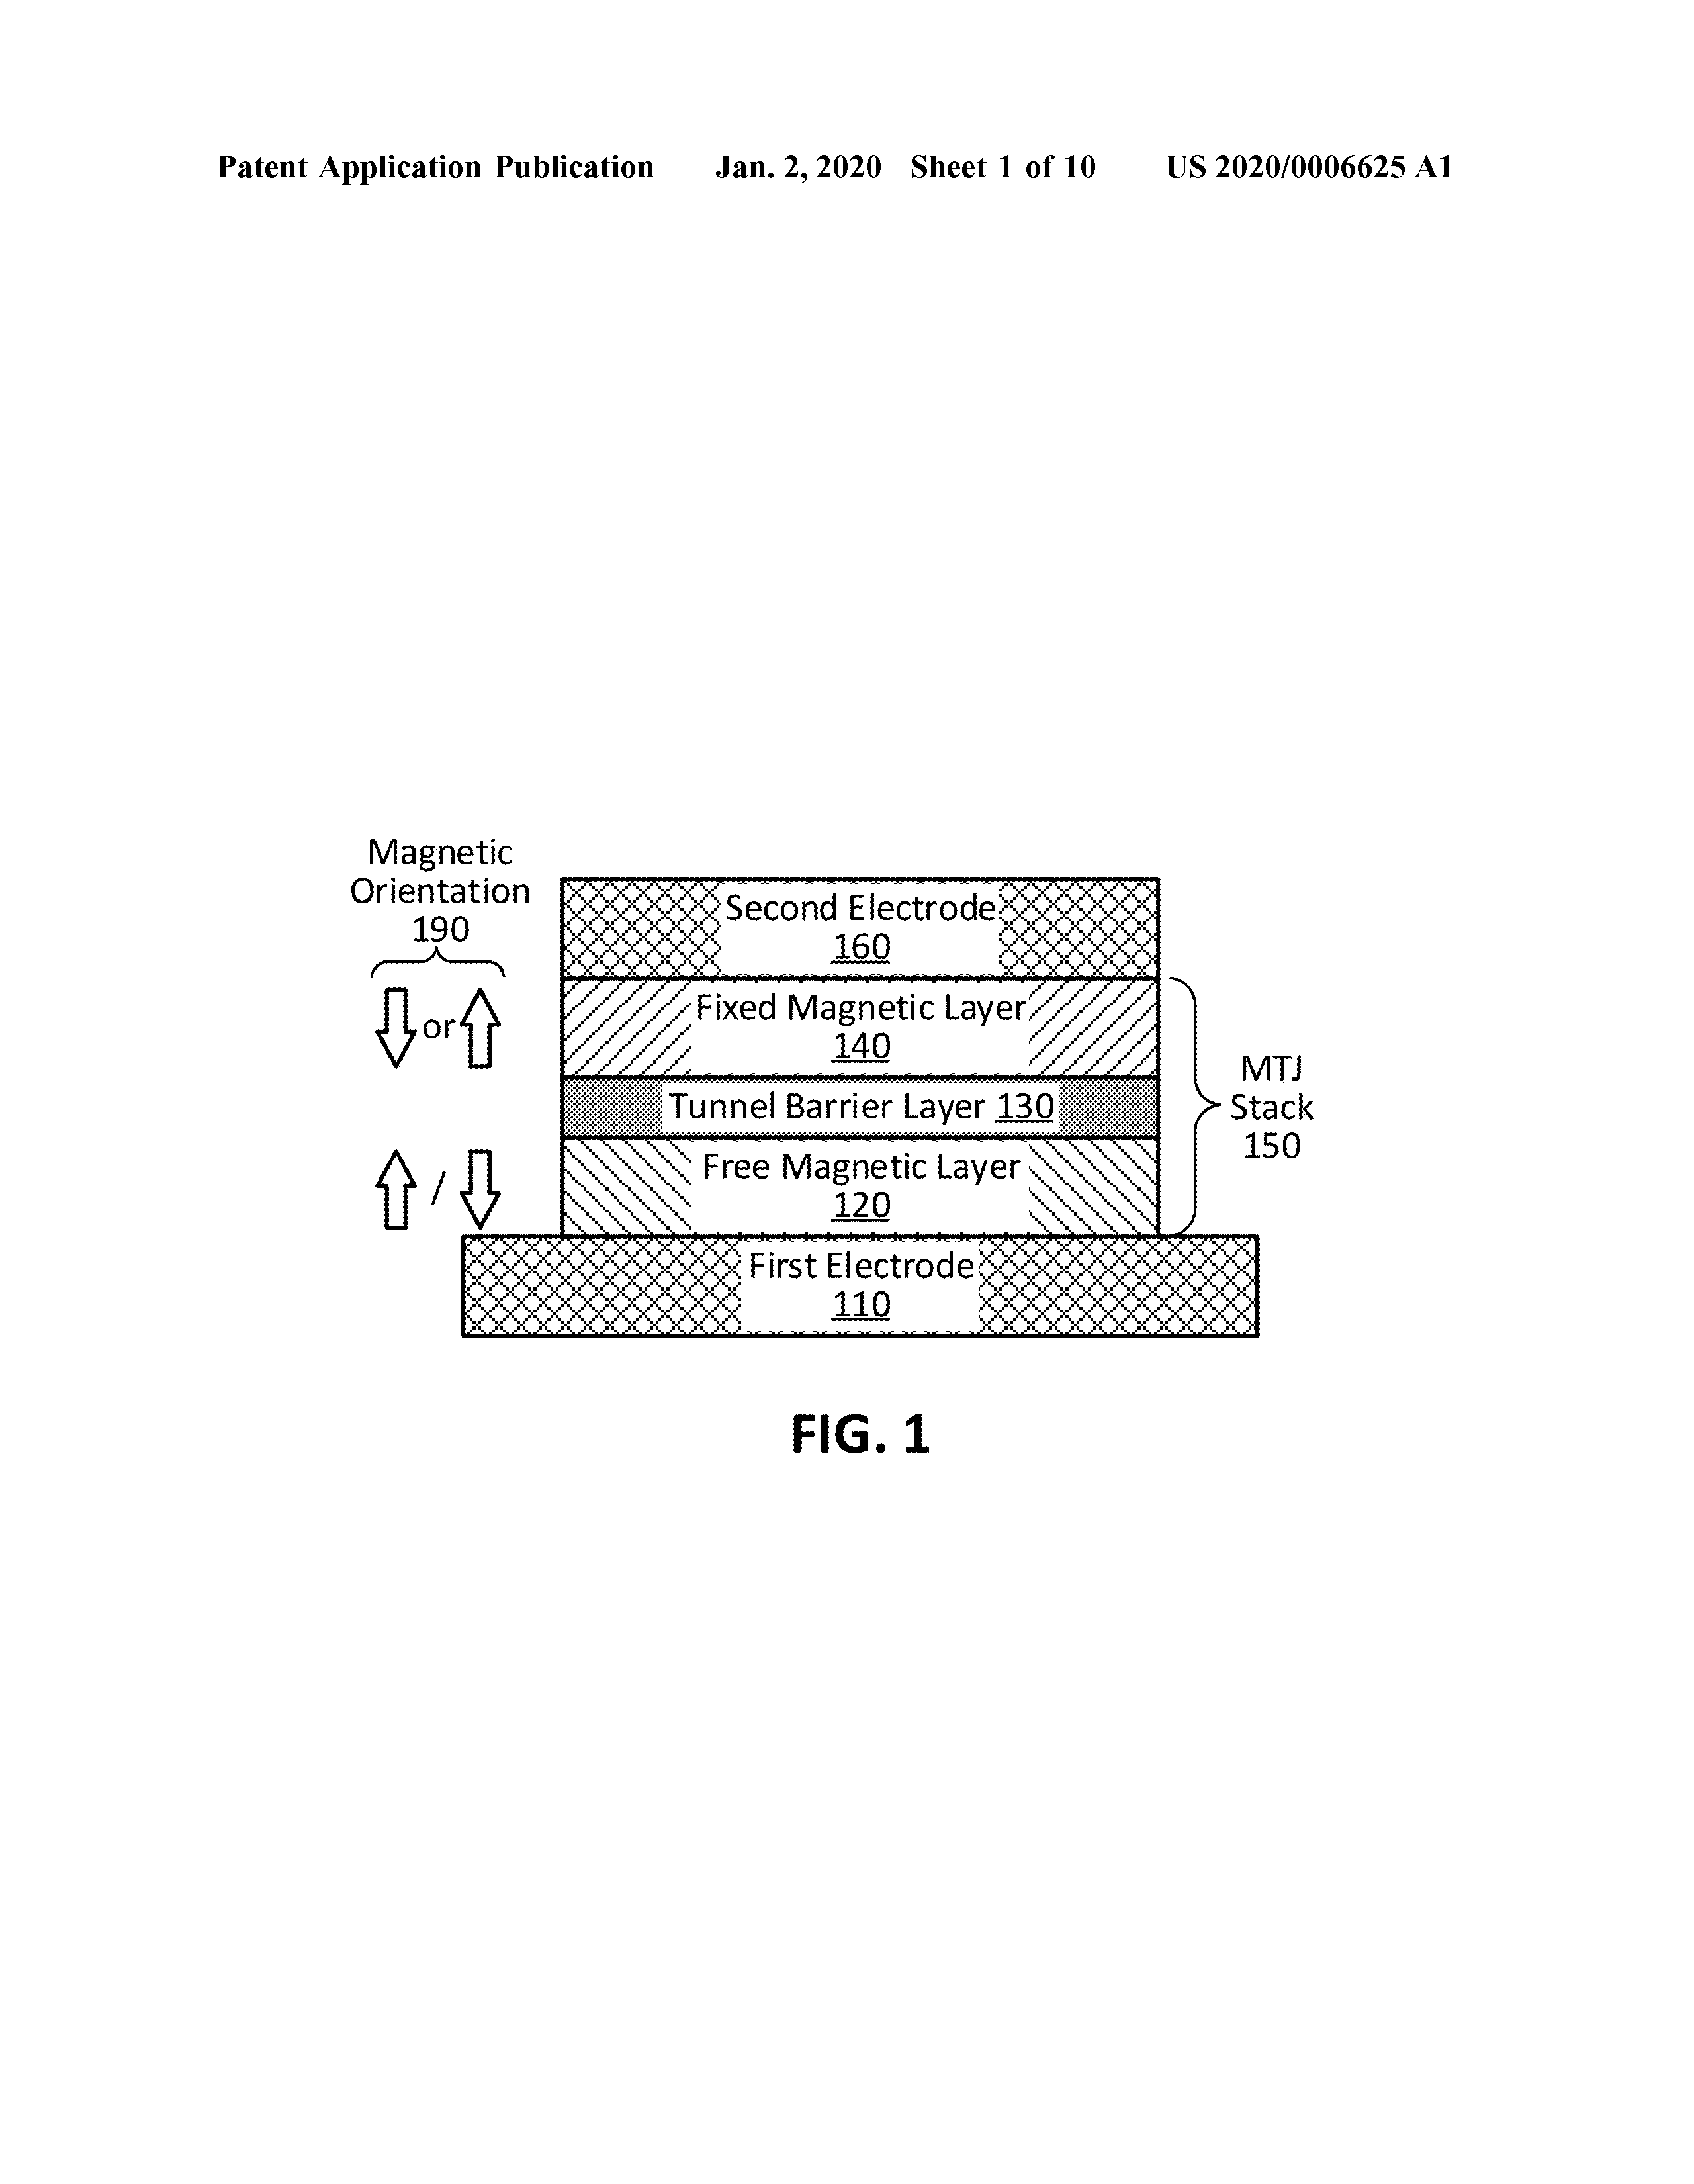 Patent Application Publication Jan. 2, 2020 Sheet 1 of 10 US 2020/0006625 A1
Magnetic
Orientation
190
or
/
Second Electrode
160
Fixed Magnetic Layer
140
Tunnel Barrier Layer 130
Free Magnetic Layer
120
First Electrode
110
MTJ
Stack
150
FIG. 1